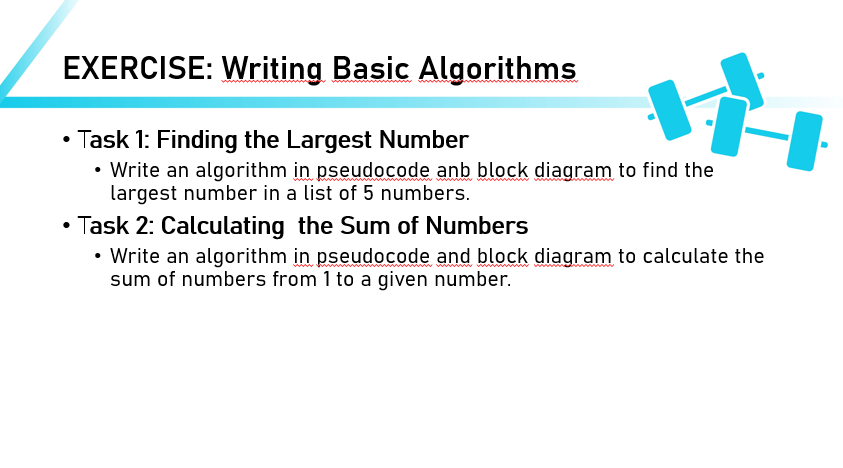 EXERCISE: Writing Basic Algorithms
• Task 1: Finding the Largest Number
• Write an algorithm in pseudocode anb block diagram to find the
largest number in a list of 5 numbers.
• Task 2: Calculating  the Sum of Numbers
• Write an algorithm in pseudocode and block diagram to calculate the
sum of numbers from 1 to a given number.